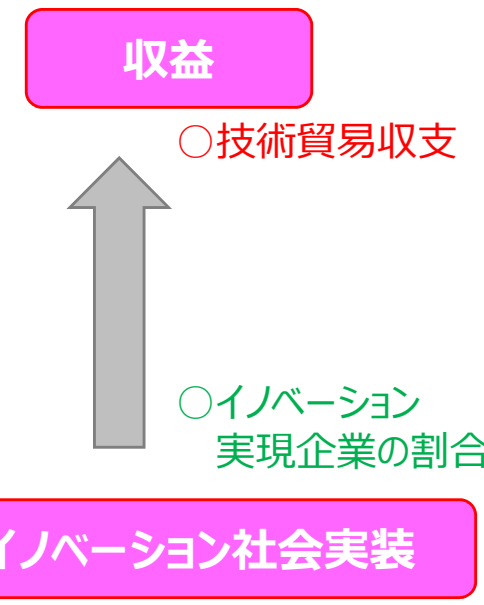 収益
○技術貿易収支
○イノベーション
実現企業の割合
イノベーション社会実装